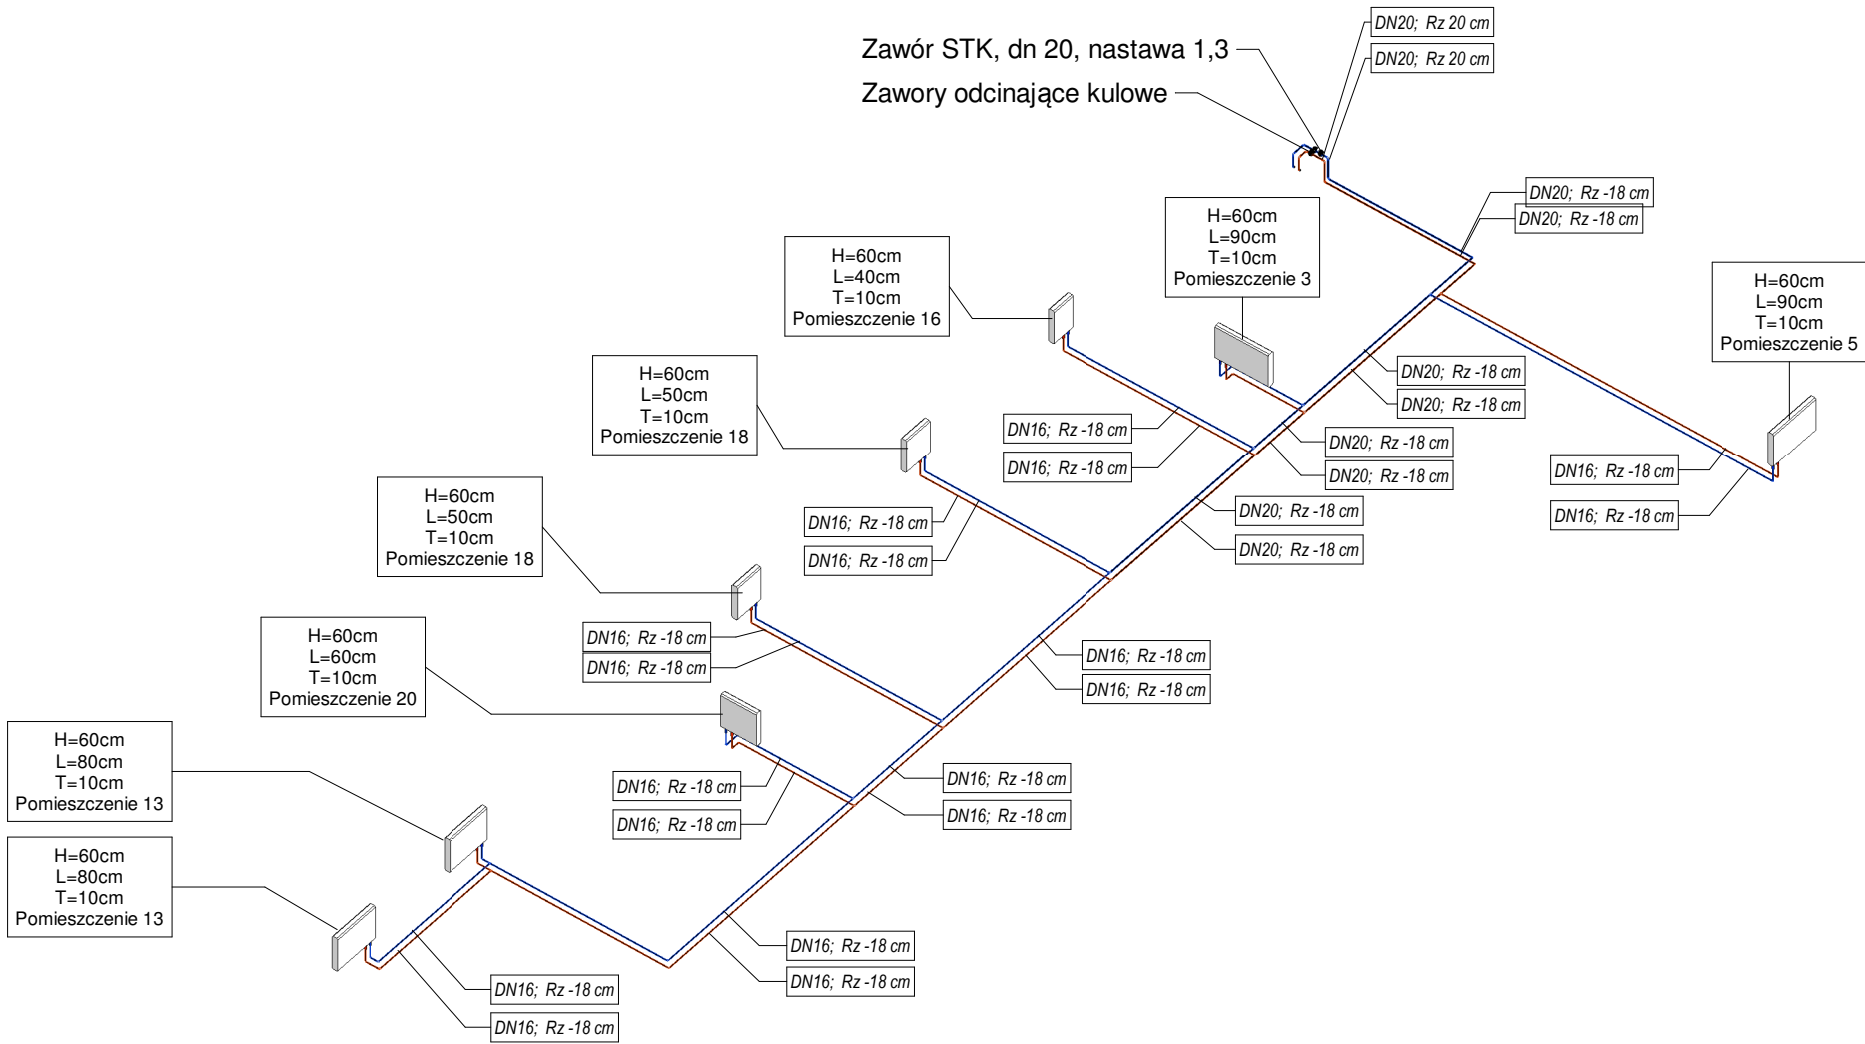 DN20; Rz 20 cm
Zawór STK, dn 20, nastawa 1,3
DN20; Rz 20 cm
Zawory odcinające kulowe
DN20; Rz -18 cm
DN20; Rz -18 cm
H=60cm
L=90cm
T=10cm
Pomieszczenie 3
H=60cm
L=40cm
T=10cm
Pomieszczenie 16
H=60cm
L=90cm
T=10cm
Pomieszczenie 5
H=60cm
L=50cm
T=10cm
Pomieszczenie 18
DN20; Rz -18 cm
DN20; Rz -18 cm
DN16; Rz -18 cm
DN16; Rz -18 cm
DN20; Rz -18 cm
DN20; Rz -18 cm
DN16; Rz -18 cm
DN16; Rz -18 cm
H=60cm
L=50cm
T=10cm
Pomieszczenie 18
DN16; Rz -18 cm
DN16; Rz -18 cm
DN20; Rz -18 cm
DN20; Rz -18 cm
H=60cm
L=60cm
T=10cm
Pomieszczenie 20
DN16; Rz -18 cm
DN16; Rz -18 cm
DN16; Rz -18 cm
DN16; Rz -18 cm
H=60cm
L=80cm
T=10cm
Pomieszczenie 13
DN16; Rz -18 cm
DN16; Rz -18 cm
DN16; Rz -18 cm
DN16; Rz -18 cm
H=60cm
L=80cm
T=10cm
Pomieszczenie 13
DN16; Rz -18 cm
DN16; Rz -18 cm
DN16; Rz -18 cm
DN16; Rz -18 cm